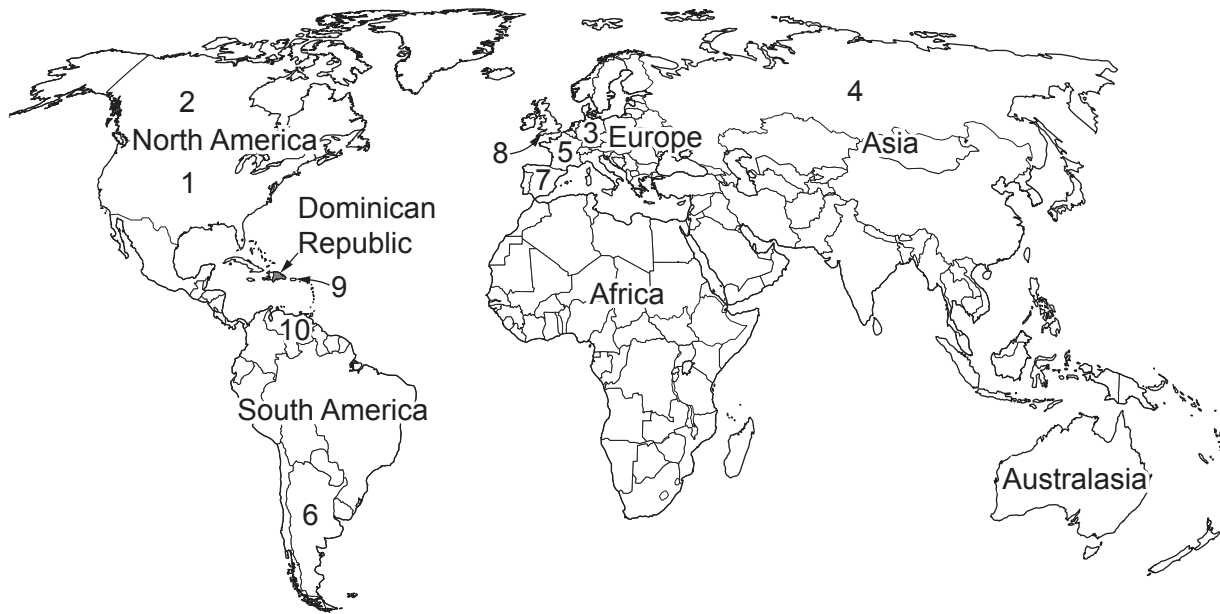 2
4
North America
3 Europe
Asia
8
5
1
7
Dominican
Republic
9
Africa
10
South America
Australasia
6